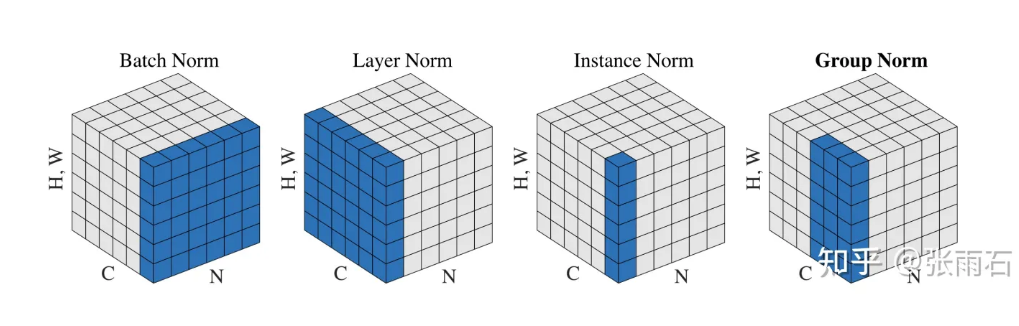 Batch Norm
Layer Norm
Instance Norm
Group Norm
H, W
C
N
H, W
C
N
H, W
C
N
H, W
C
N
知乎 @张雨石